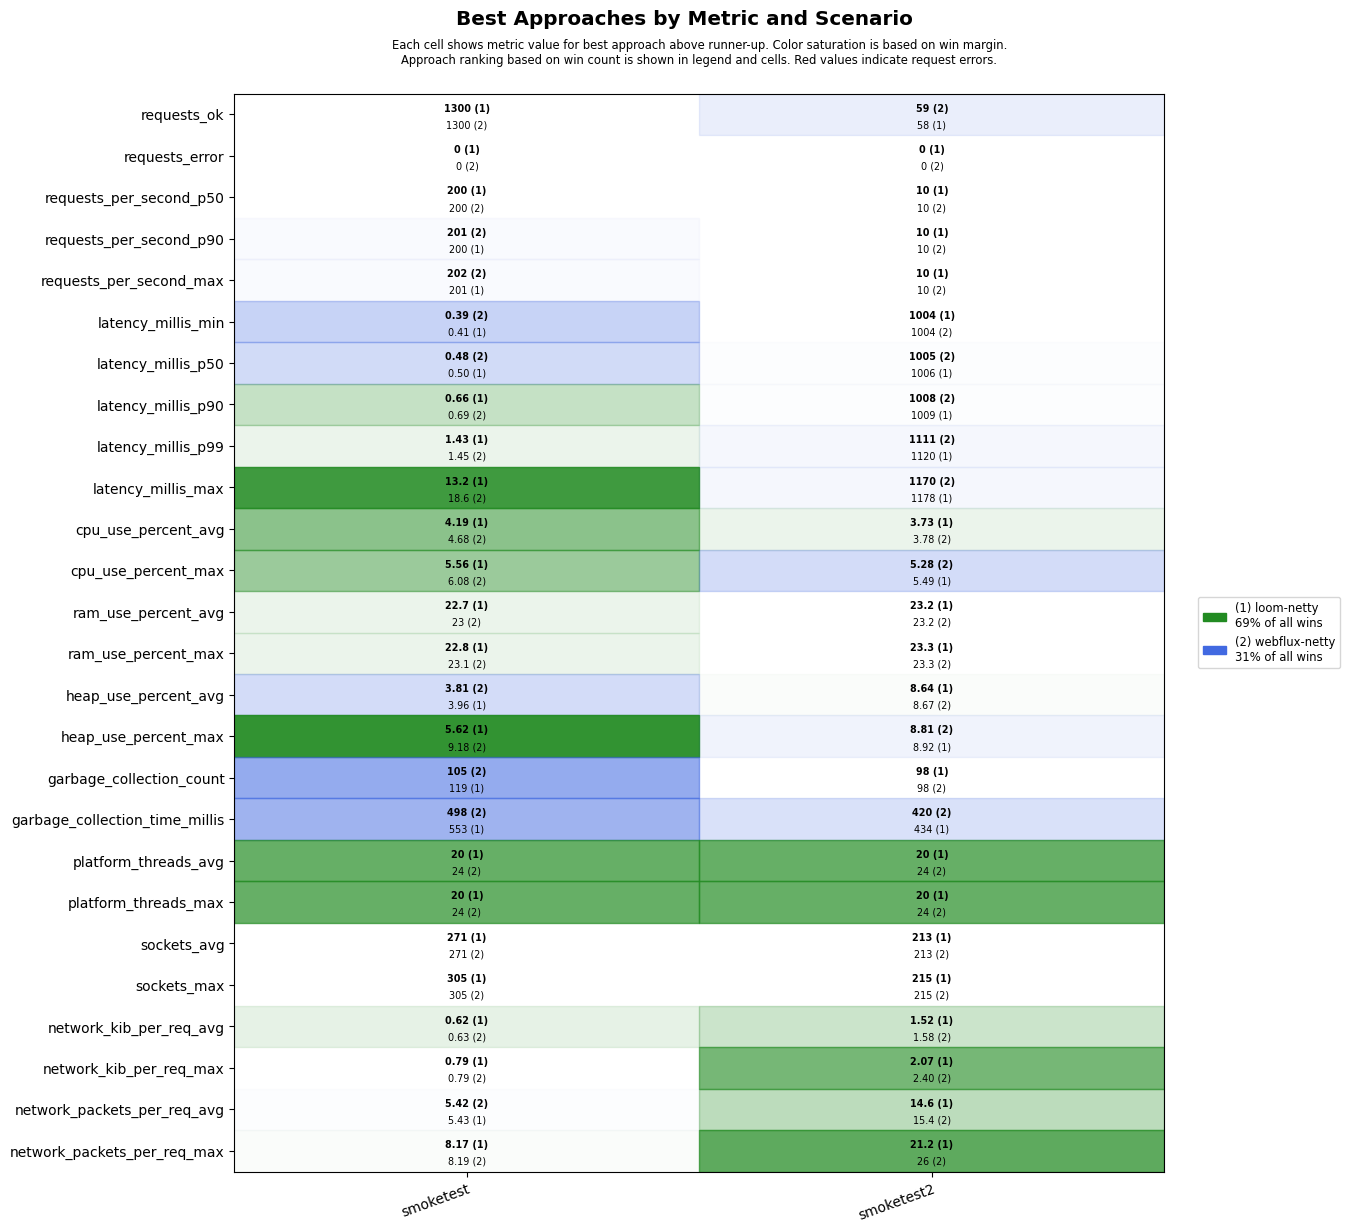 Best Approaches by Metric and Scenario
Each cell shows metric value for best approach above runner-up. Color saturation is based on win margin.
Approach ranking based on win count is shown in legend and cells. Red values indicate request errors.
requests_ok
1300 (1)
1300 (2)
59 (2)
58 (1)
requests_error
0 (1)
0 (2)
0 (1)
0 (2)
requests_per_second_p50
200 (1)
200 (2)
10 (1)
10 (2)
requests_per_second_p90
201 (2)
200 (1)
10 (1)
10 (2)
requests_per_second_max
202 (2)
201 (1)
10 (1)
10 (2)
latency_millis_min
0.39 (2)
0.41 (1)
1004 (1)
1004 (2)
latency_millis_p50
0.48 (2)
0.50 (1)
1005 (2)
1006 (1)
latency_millis_p90
0.66 (1)
0.69 (2)
1008 (2)
1009 (1)
latency_millis_p99
1.43 (1)
1.45 (2)
1111 (2)
1120 (1)
latency_millis_max
13.2 (1)
18.6 (2)
1170 (2)
1178 (1)
cpu_use_percent_avg
4.19 (1)
4.68 (2)
3.73 (1)
3.78 (2)
cpu_use_percent_max
5.56 (1)
6.08 (2)
5.28 (2)
5.49 (1)
ram_use_percent_avg
22.7 (1)
23 (2)
23.2 (1)
23.2 (2)
ram_use_percent_max
22.8 (1)
23.1 (2)
23.3 (1)
23.3 (2)
heap_use_percent_avg
3.81 (2)
3.96 (1)
8.64 (1)
8.67 (2)
heap_use_percent_max
5.62 (1)
9.18 (2)
8.81 (2)
8.92 (1)
garbage_collection_count
105 (2)
119 (1)
98 (1)
98 (2)
garbage_collection_time_millis
498 (2)
553 (1)
420 (2)
434 (1)
platform_threads_avg
20 (1)
24 (2)
20 (1)
24 (2)
platform_threads_max
20 (1)
24 (2)
20 (1)
24 (2)
sockets_avg
271 (1)
271 (2)
213 (1)
213 (2)
sockets_max
305 (1)
305 (2)
215 (1)
215 (2)
network_kib_per_req_avg
0.62 (1)
0.63 (2)
1.52 (1)
1.58 (2)
network_kib_per_req_max
0.79 (1)
0.79 (2)
2.07 (1)
2.40 (2)
network_packets_per_req_avg
5.42 (2)
5.43 (1)
14.6 (1)
15.4 (2)
network_packets_per_req_max
8.17 (1)
8.19 (2)
21.2 (1)
26 (2)
smoketest
smoketest2
(1) loom-netty
69% of all wins
(2) webflux-netty
31% of all wins